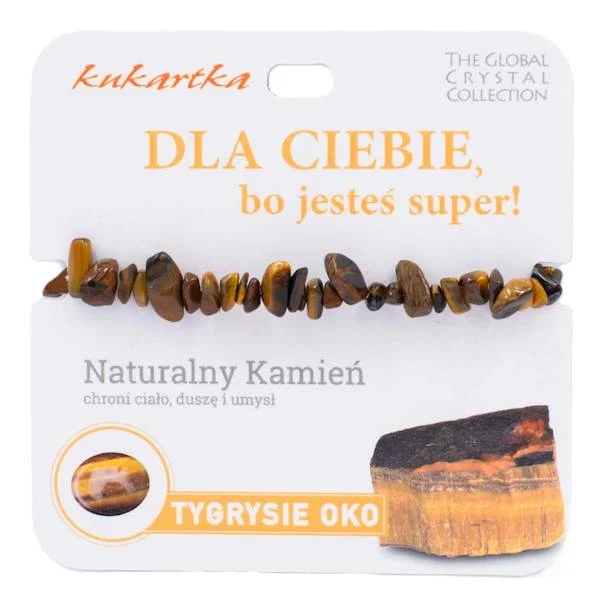 kukartka
The Global
Crystal
Collection
DLA CIEBIE,
bo jesteś super!
Naturalny Kamień
chroni ciało, duszę i umysł
TYGRYSIE OKO